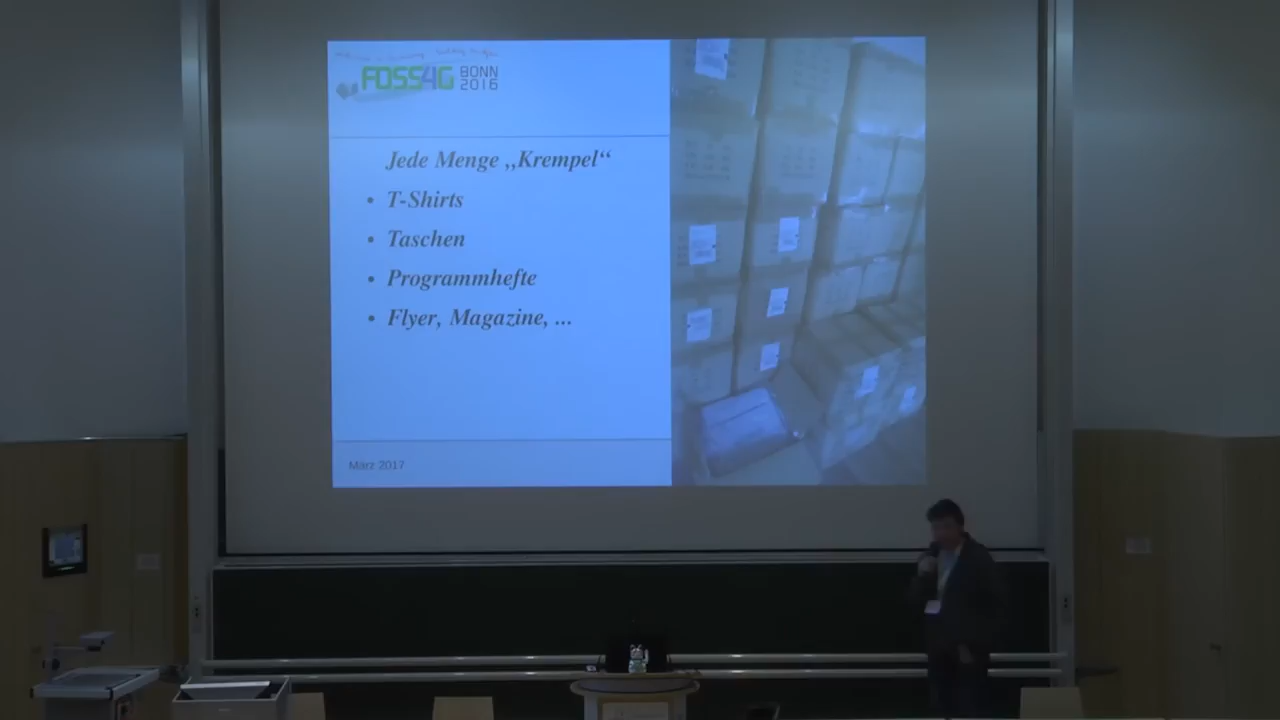 FOSS4G BONN
2016
Jede Menge „Krempel“
• T-Shirts
• Taschen
• Programmhefte
• Flyer, Magazine, ...
März 2017